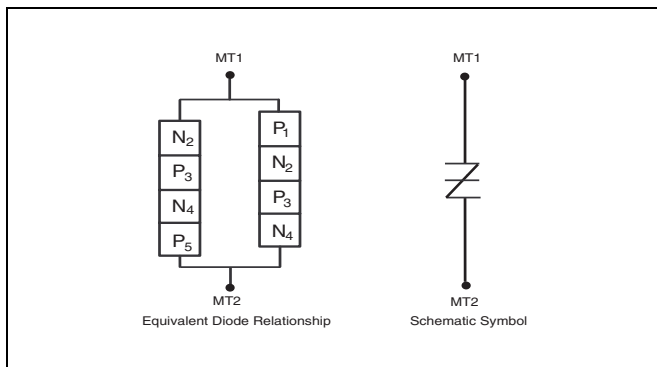 MT1
MT1
N2
P3
N4
P5
P1
N2
P3
N4
MT2
MT2
Equivalent Diode Relationship
Schematic Symbol